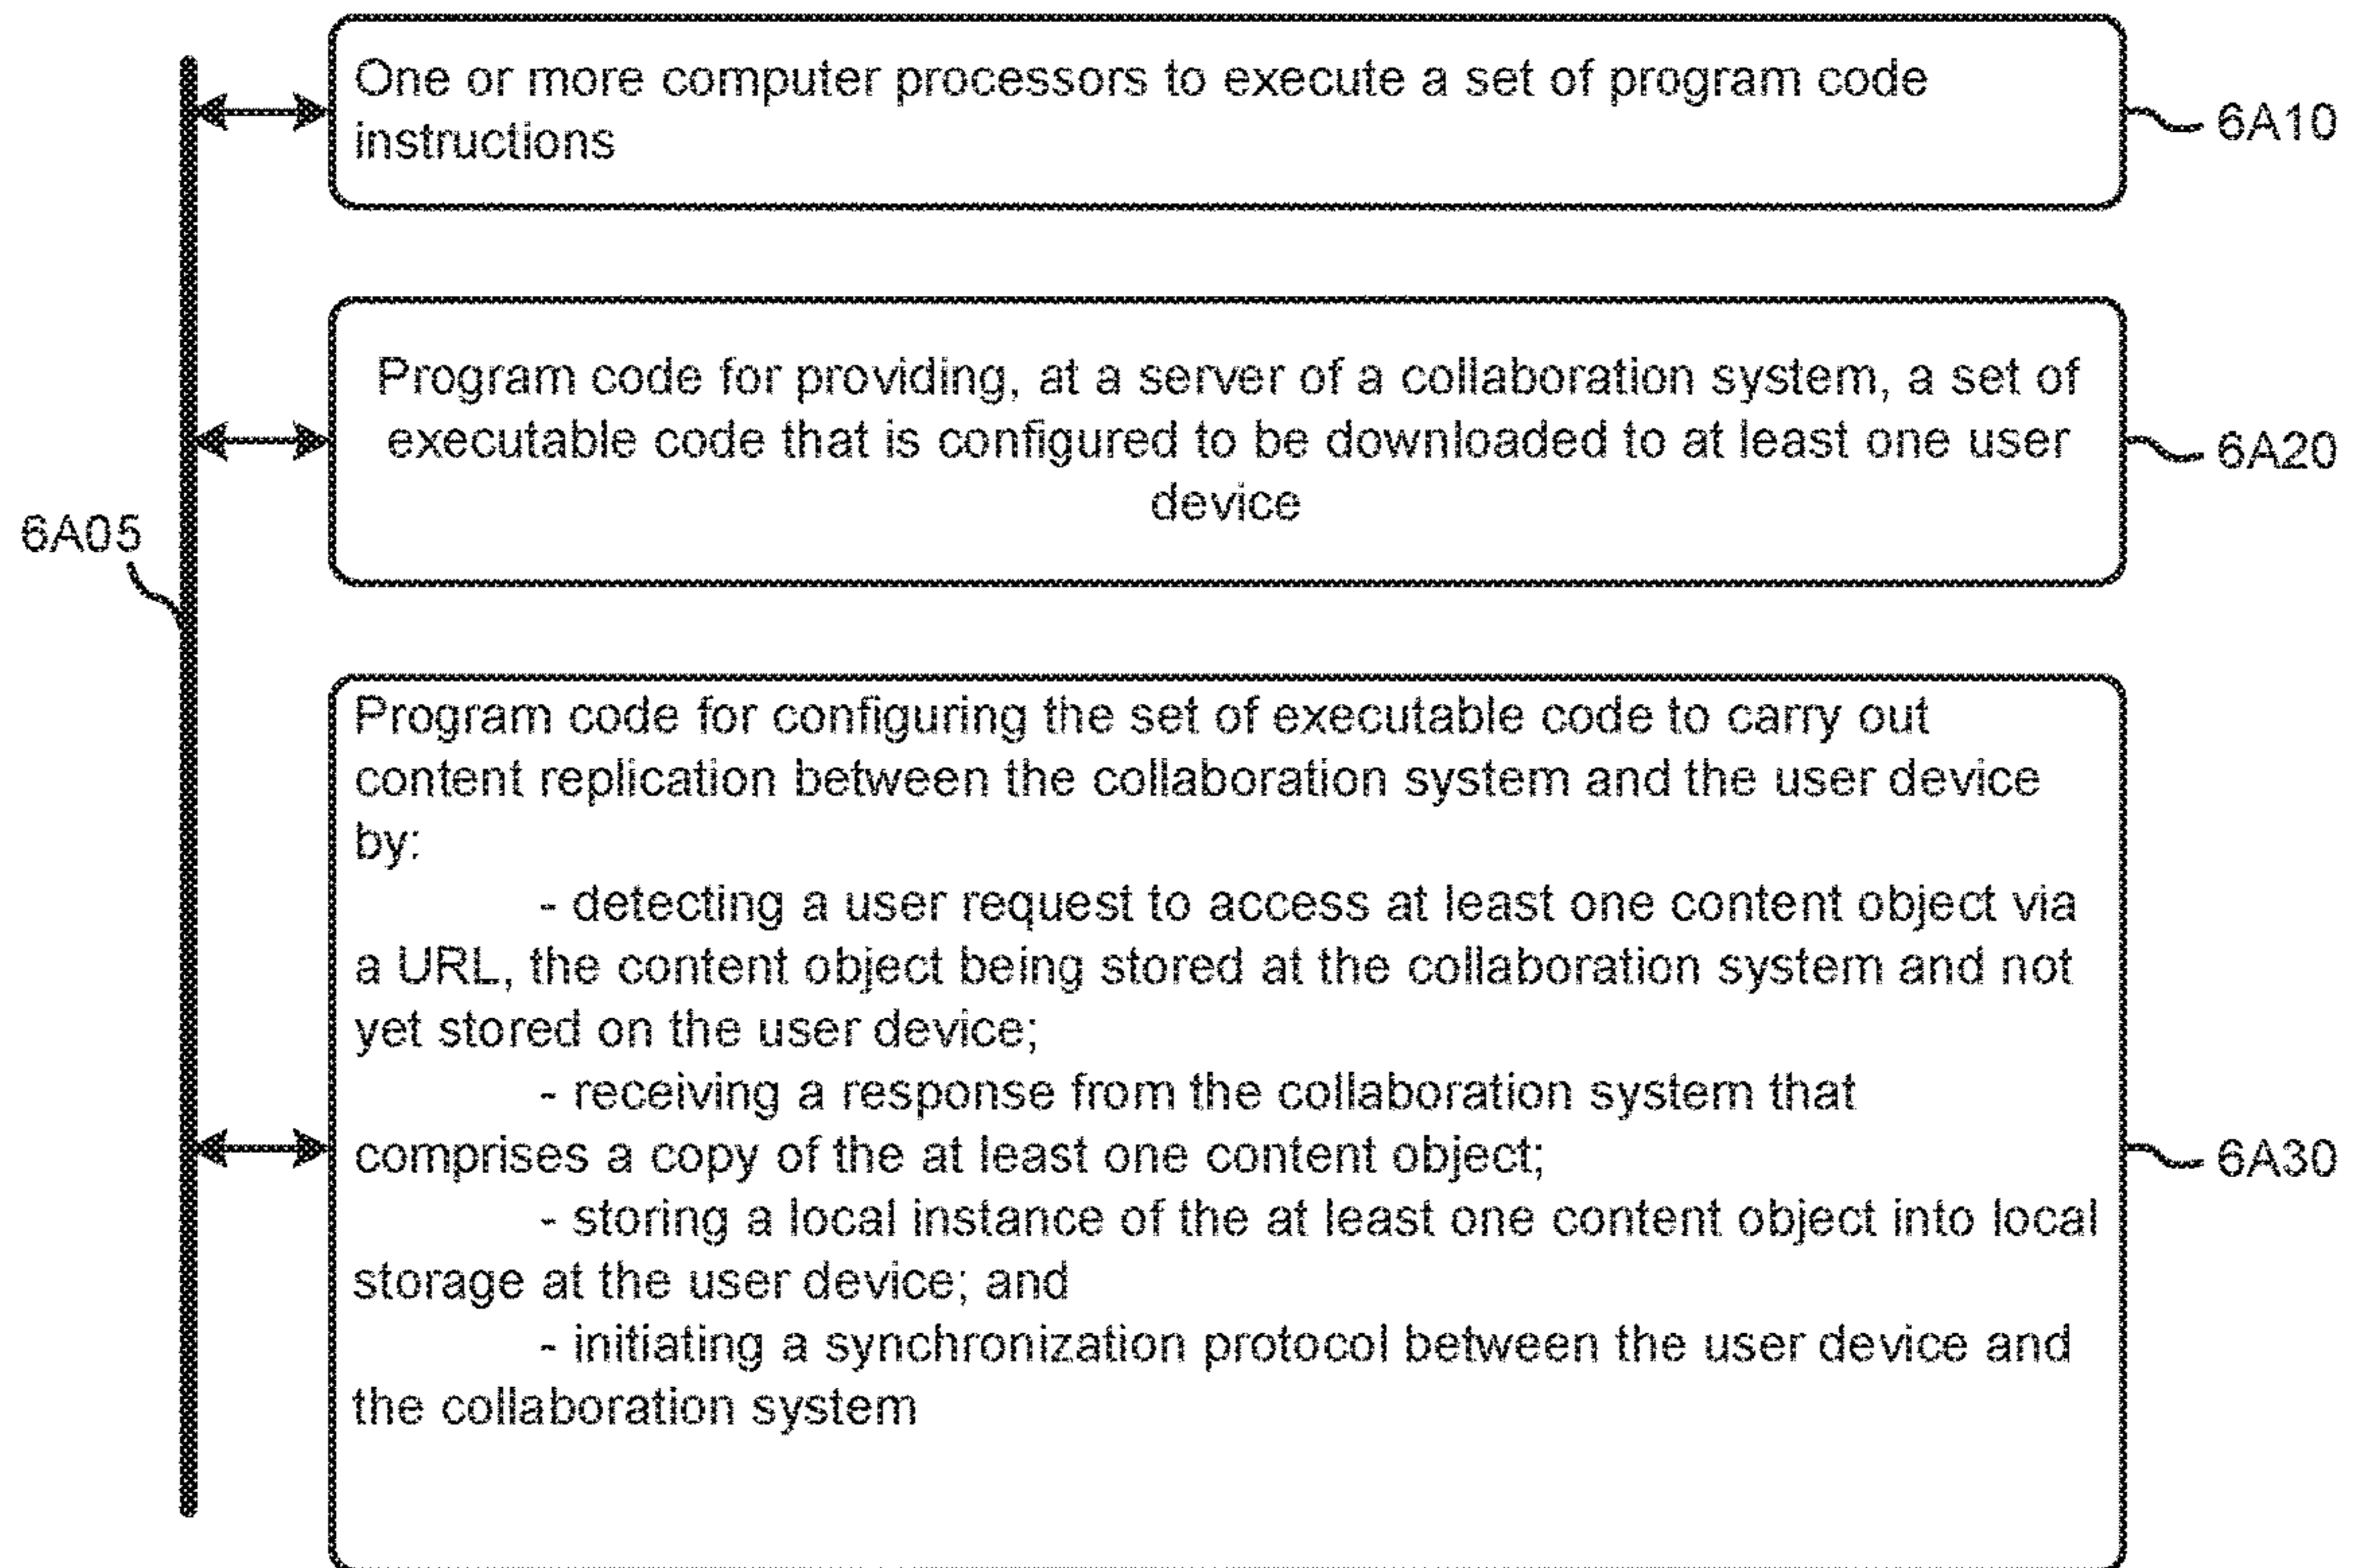 One or more computer processors to execute a set of program code
instructions
6A10
Program code for providing, at a server of a collaboration system, a set of
executable code that is configured to be downloaded to at least one user
device
6A20
6A05
Program code for configuring the set of executable code to carry out
content replication between the collaboration system and the user device
by:
- detecting a user request to access at least one content object via
a URL, the content object being stored at the collaboration system and not
yet stored on the user device;
- receiving a response from the collaboration system that
comprises a copy of the at least one content object;
- storing a local instance of the at least one content object into local
storage at the user device; and
- initiating a synchronization protocol between the user device and
the collaboration system
6A30